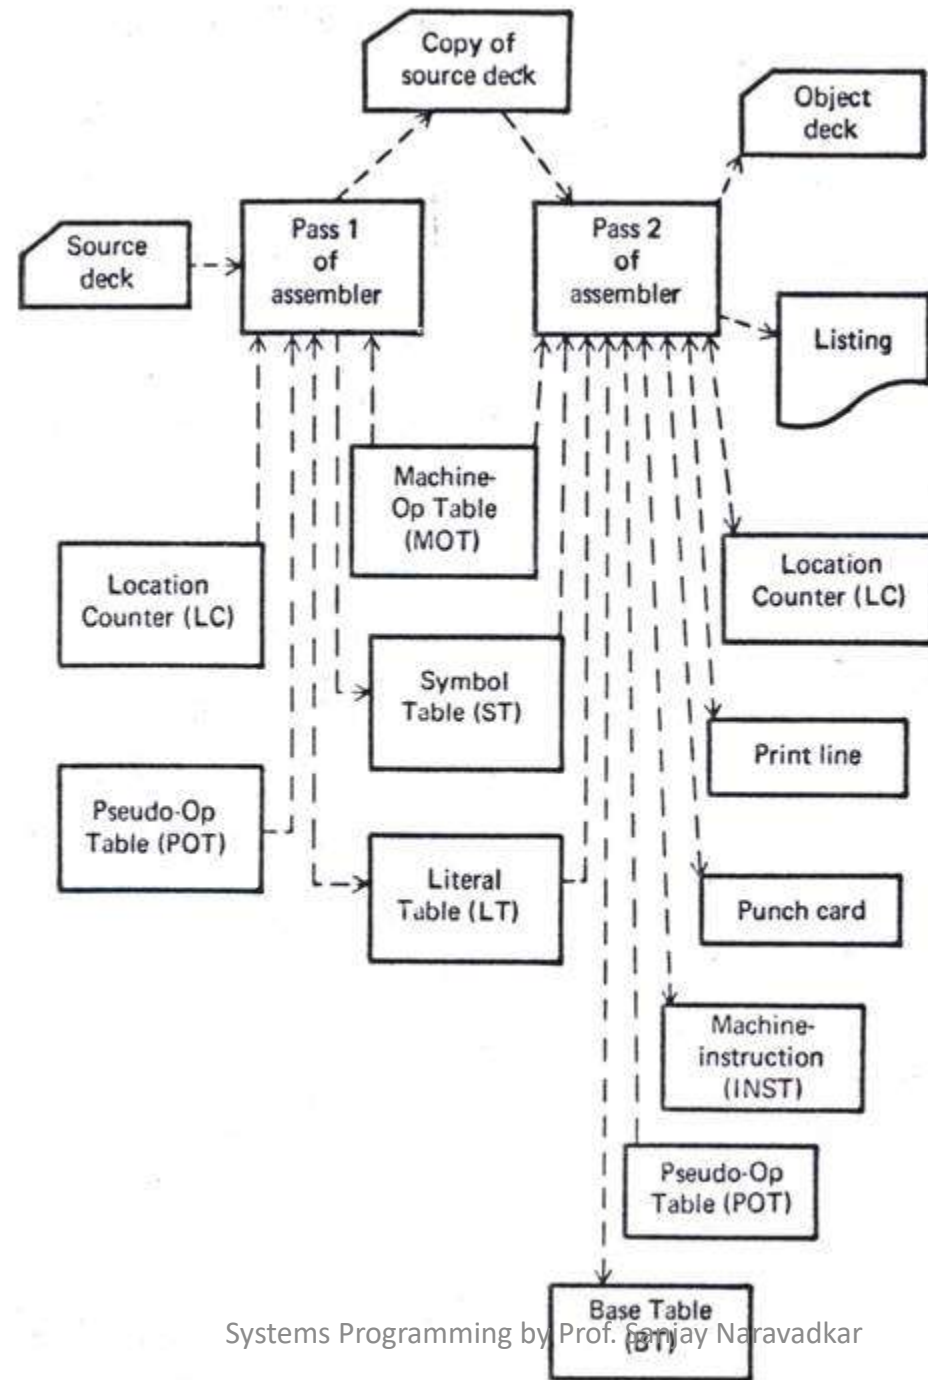 Copy of
source deck
Object
deck
Source
deck
Pass 1
of
assembler
Pass 2
of
assembler
Listing
Machine-
Op Table
(MOT)
Location
Counter (LC)
Location
Counter (LC)
Symbol
Table (ST)
Print line
Pseudo-Op
Table (POT)
Literal
Table (LT)
Punch card
Machine-
instruction
(INST)
Pseudo-Op
Table (POT)
Base Table
(BT)
Systems Programming by Prof. Sanjay Naravadkar